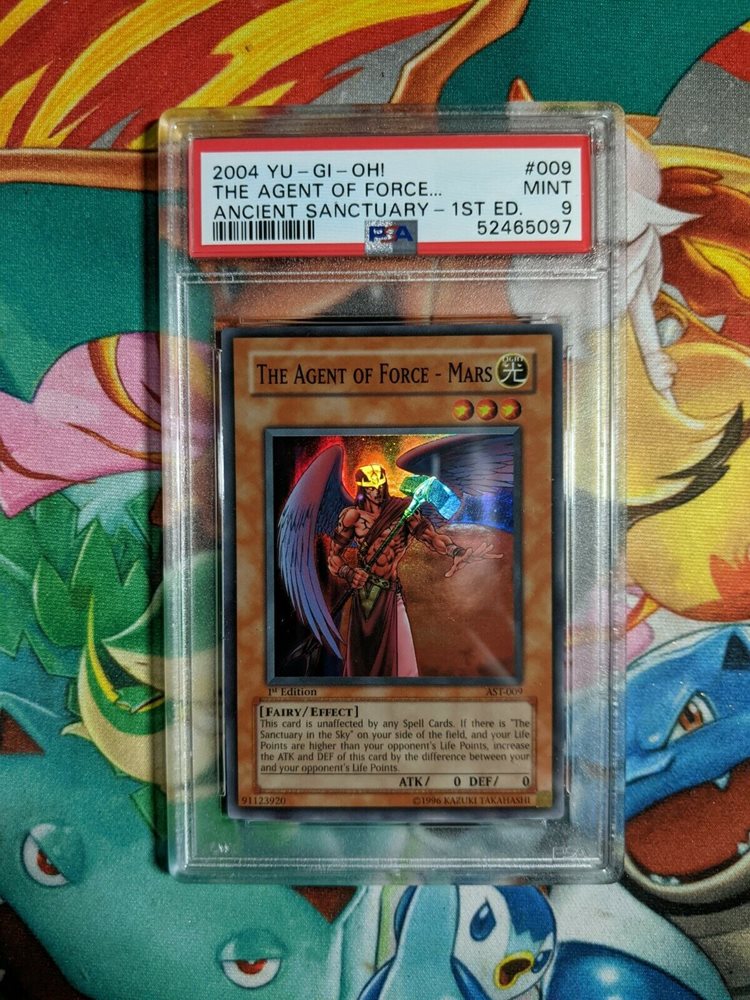 2004 YU-GI-OH! #009
THE AGENT OF FORCE... MINT
ANCIENT SANCTUARY-1ST ED. 9
PSA 52465097
THE AGENT OF FORCE - MARS
LIGHT
光
1st Edition AST-009
[FAIRY/EFFECT]
This card is unaffected by any Spell Cards. If there is "The
Sanctuary in the Sky" on your side of the field, and your Life
Points are higher than your opponent's Life Points, increase
the ATK and DEF of this card by the difference between your
and your opponent's Life Points.
ATK/ 0 DEF/ 0
91123920 ©1996 KAZUKI TAKAHASHI
PSA